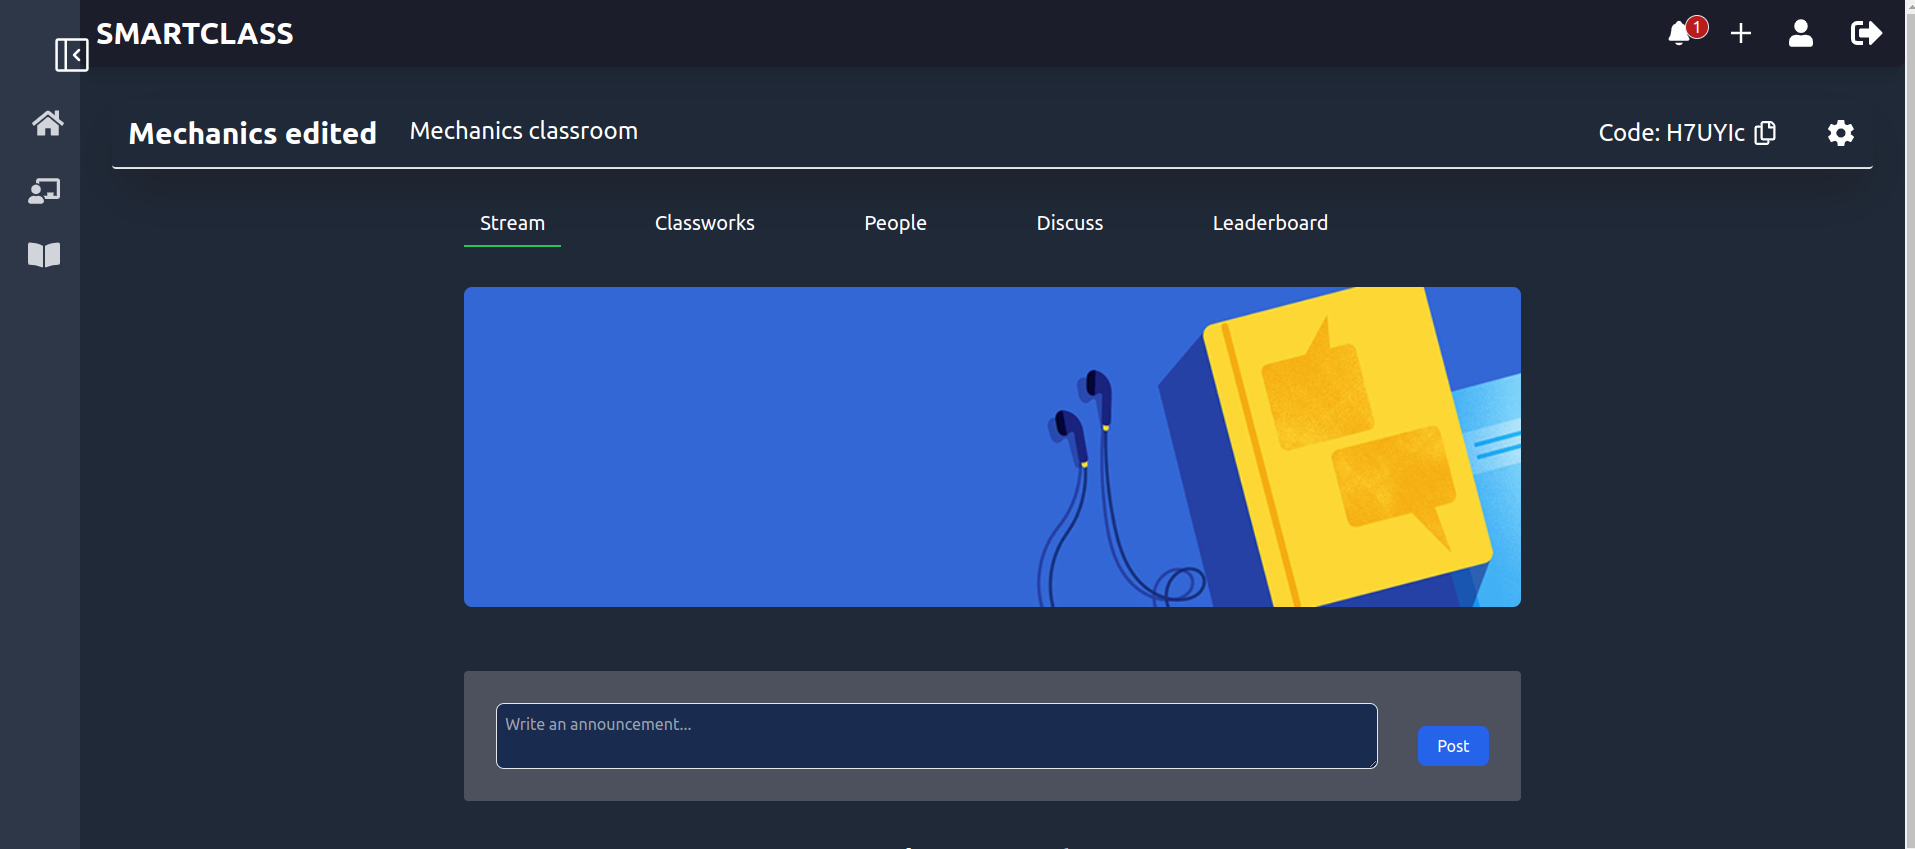 SMARTCLASS
1
Mechanics edited
Mechanics classroom
Code: H7UYIc
Stream
Classworks
People
Discuss
Leaderboard
Write an announcement...
Post